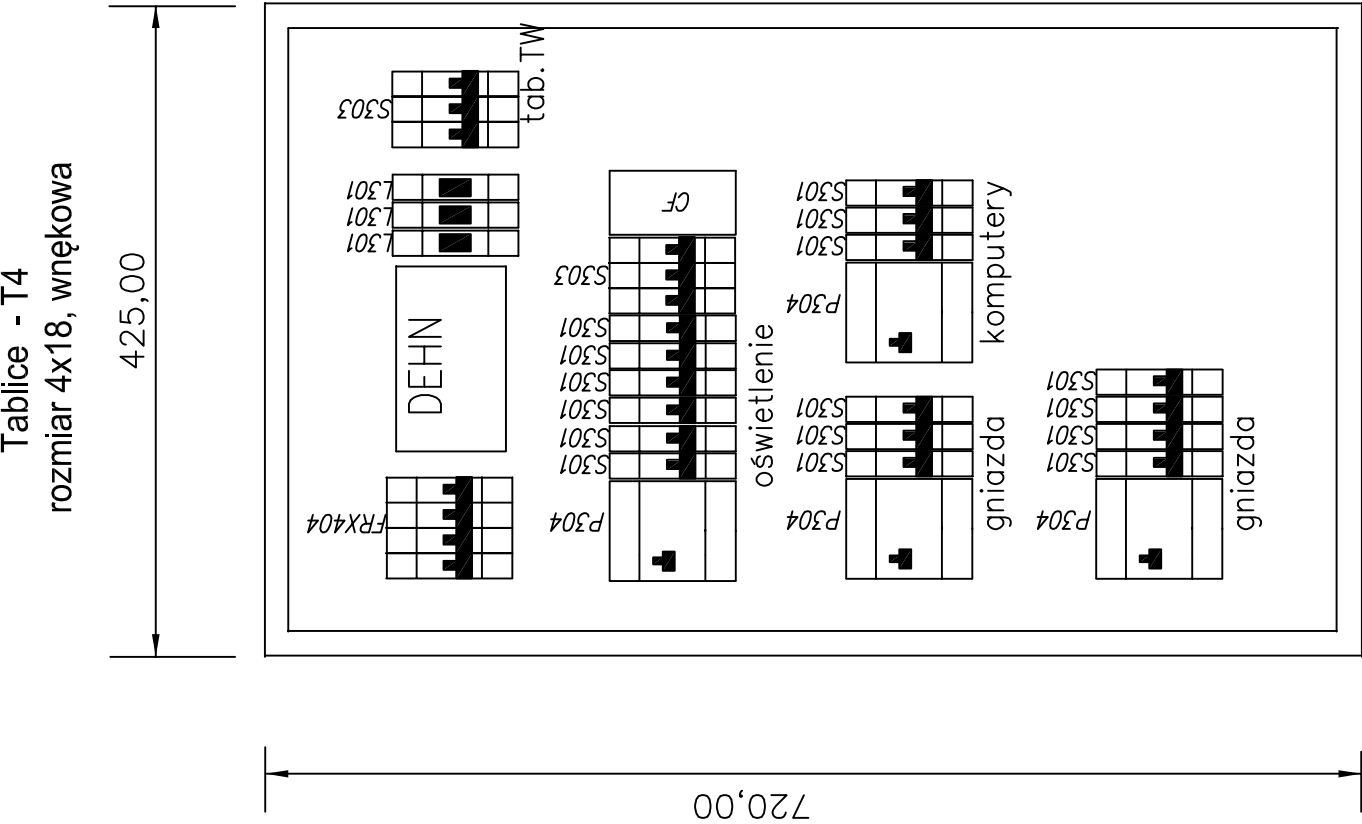 Tablice - T4
rozmiar 4x18, wnękowa
425,00
720,00
FRX404
DEHN
L301
L301
L301
S303
tab. TW
P304
S301
S301
S301
S301
S301
S301
S303
CF
oświetlenie
P304
S301
S301
S301
gniazda
P304
S301
S301
S301
komputery
P304
S301
S301
S301
S301
gniazda